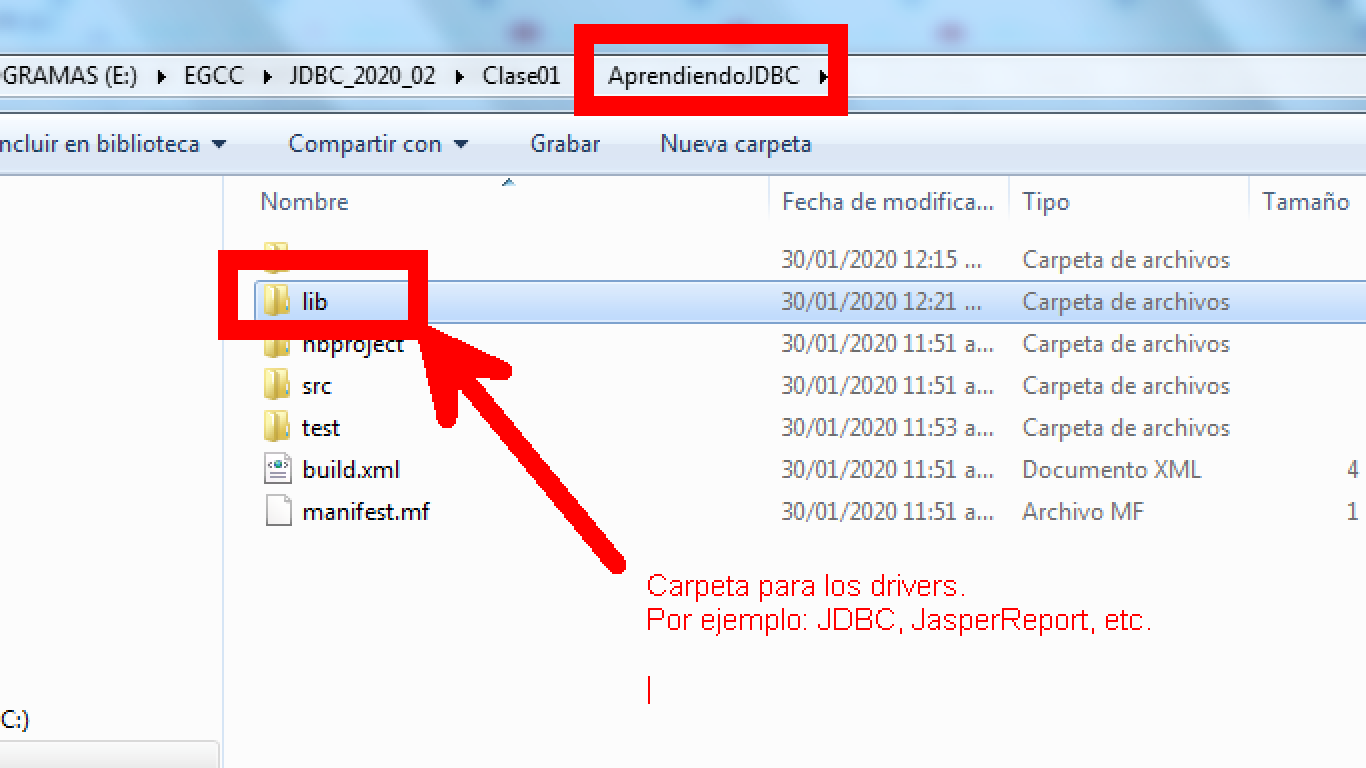 GRAMAS (E:) ▸ EGCC ▸ JDBC_2020_02 ▸ Clase01 AprendiendoJDBC ▸
ncluir en biblioteca Compartir con Grabar Nueva carpeta
Nombre Fecha de modifica... Tipo Tamaño
30/01/2020 12:15 ... Carpeta de archivos
lib 30/01/2020 12:21 ... Carpeta de archivos
nbproject 30/01/2020 11:51 a... Carpeta de archivos
src 30/01/2020 11:51 a... Carpeta de archivos
test 30/01/2020 11:53 a... Carpeta de archivos
build.xml 30/01/2020 11:51 a... Documento XML 4
manifest.mf 30/01/2020 11:51 a... Archivo MF 1
Carpeta para los drivers.
Por ejemplo: JDBC, JasperReport, etc.
C:)